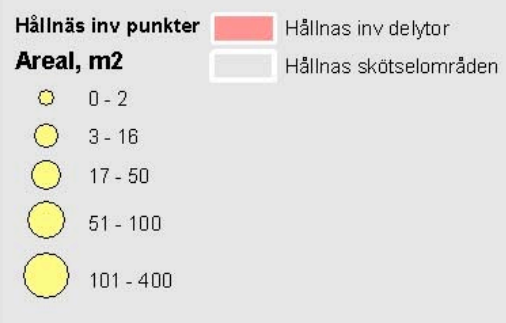 Hållnäs inv punkter
Areal, m2
0 - 2
3 - 16
17 - 50
51 - 100
101 - 400
Hållnas inv delytor
Hållnas skötselområden